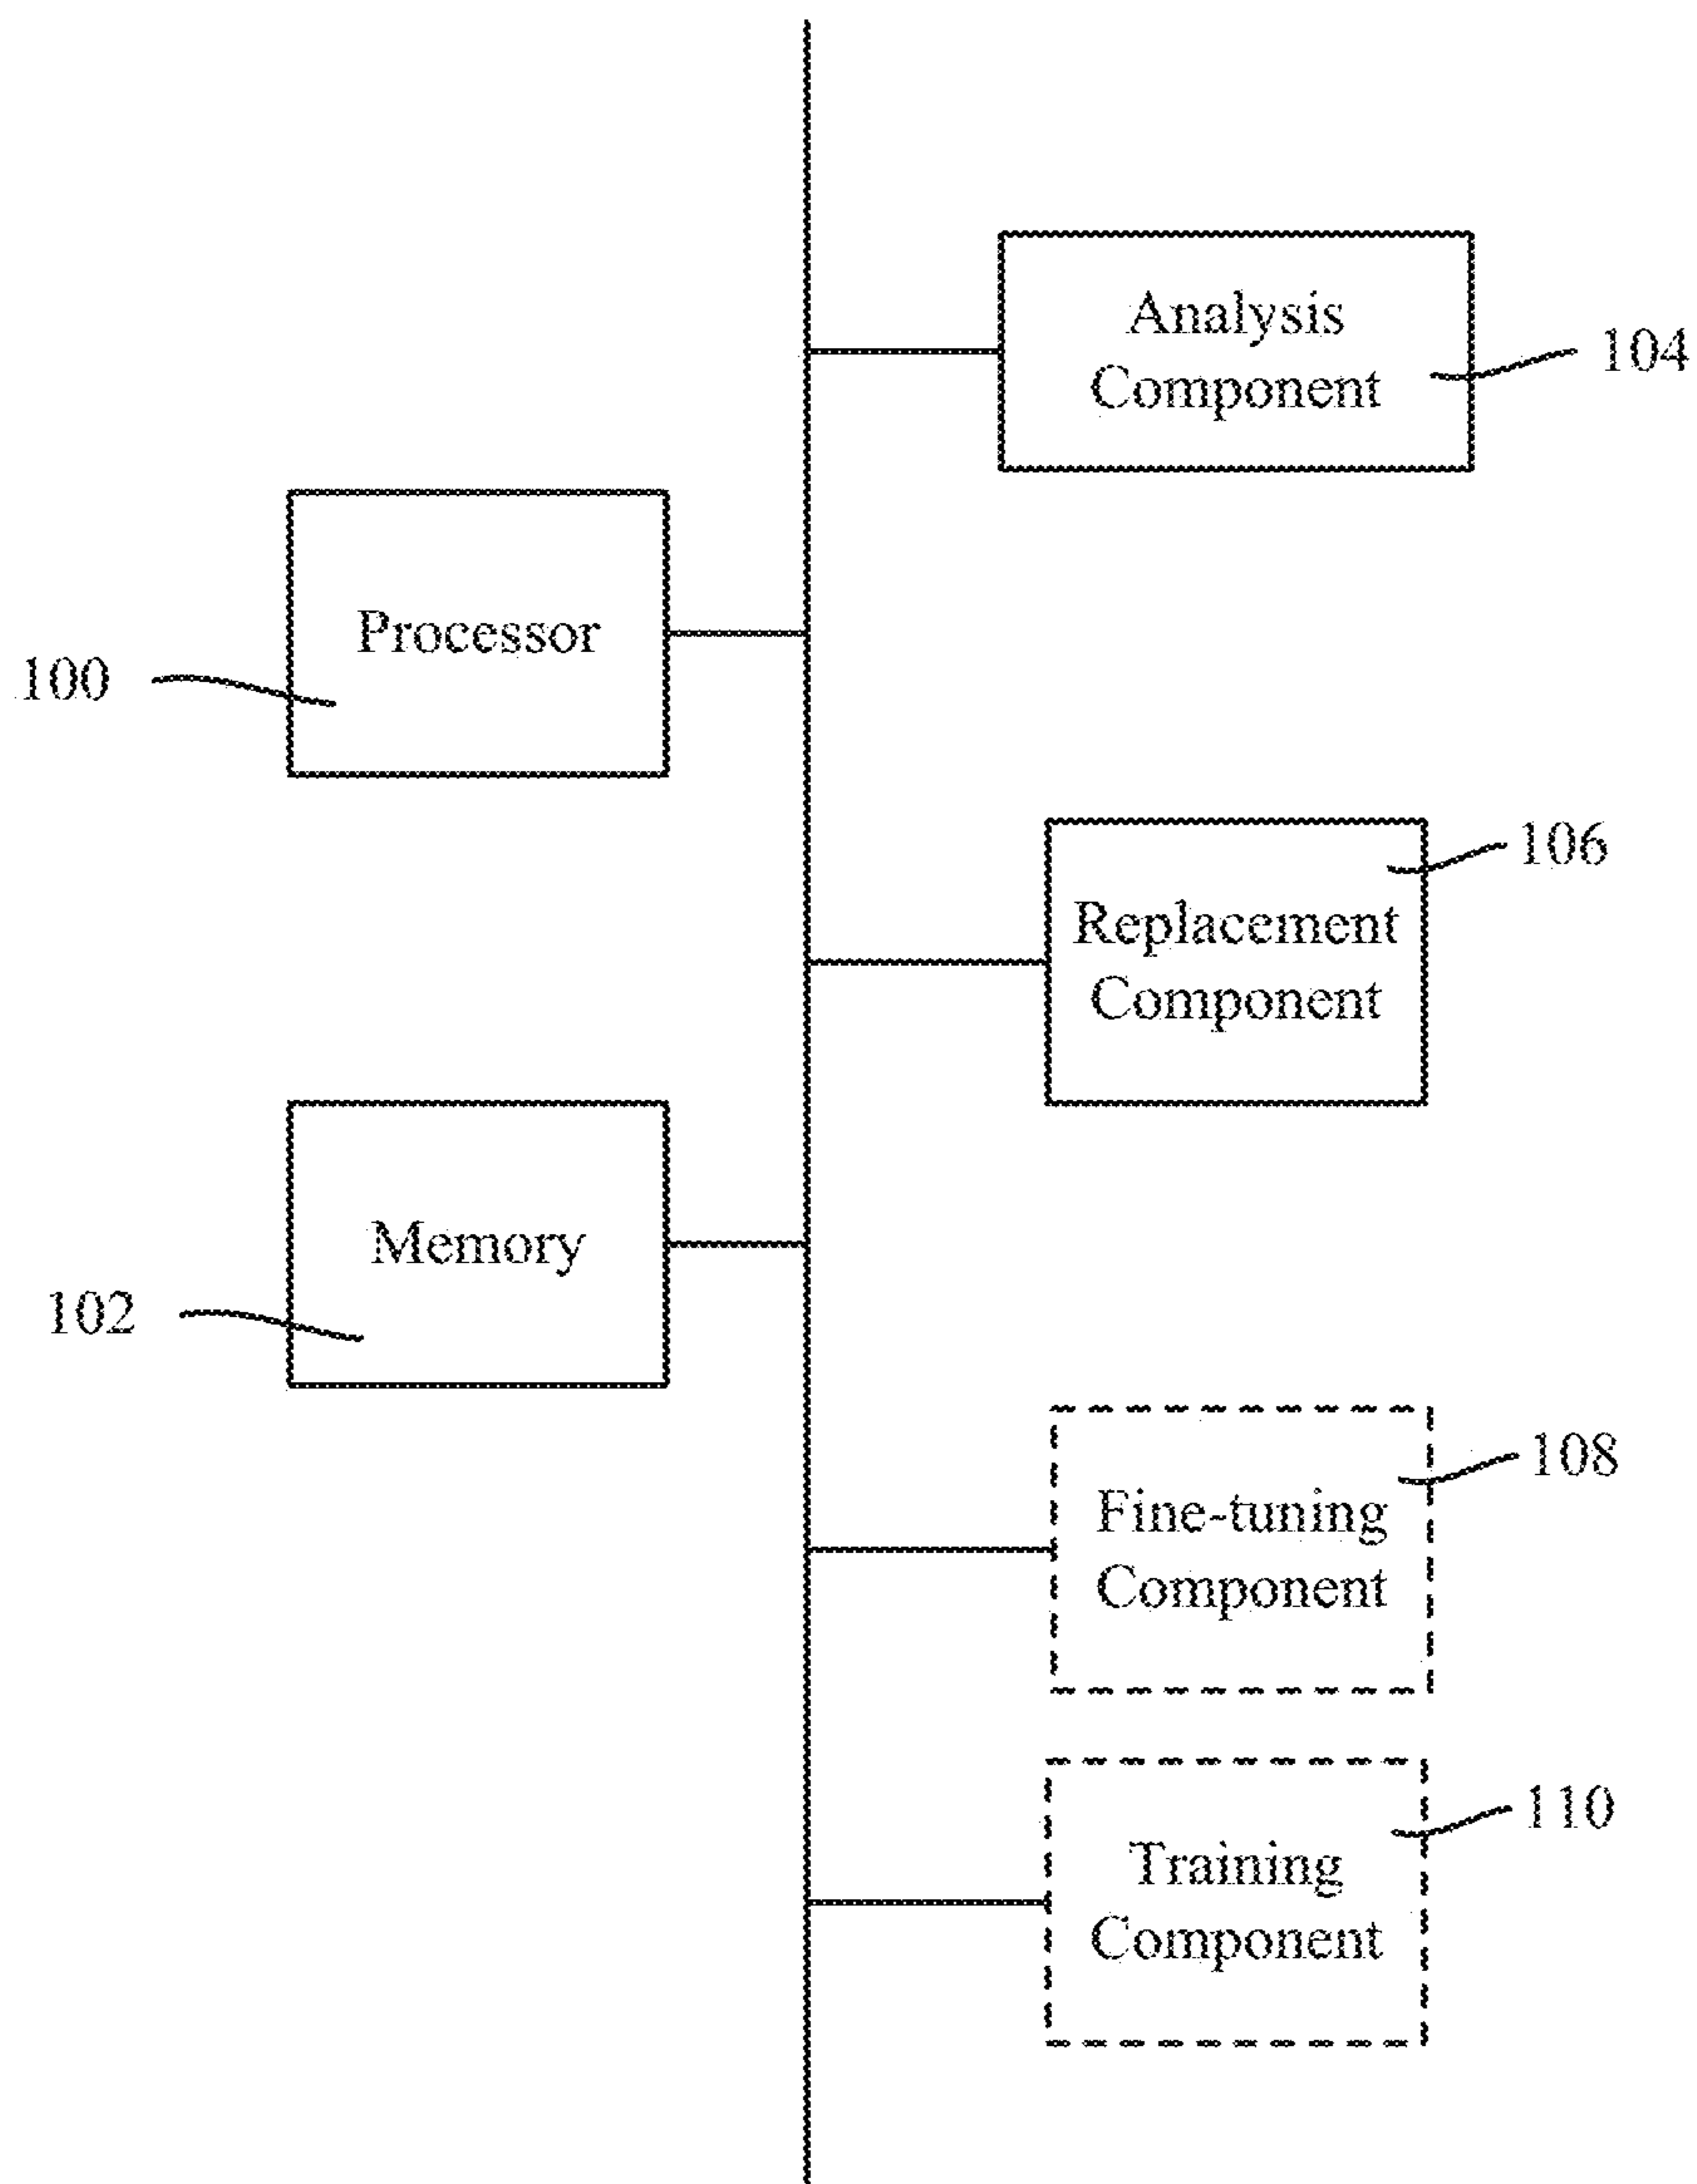 Analysis
Component
104
Processor
100
106
Replacement
Component
Memory
102
108
Fine-tuning
Component
110
Training
Component